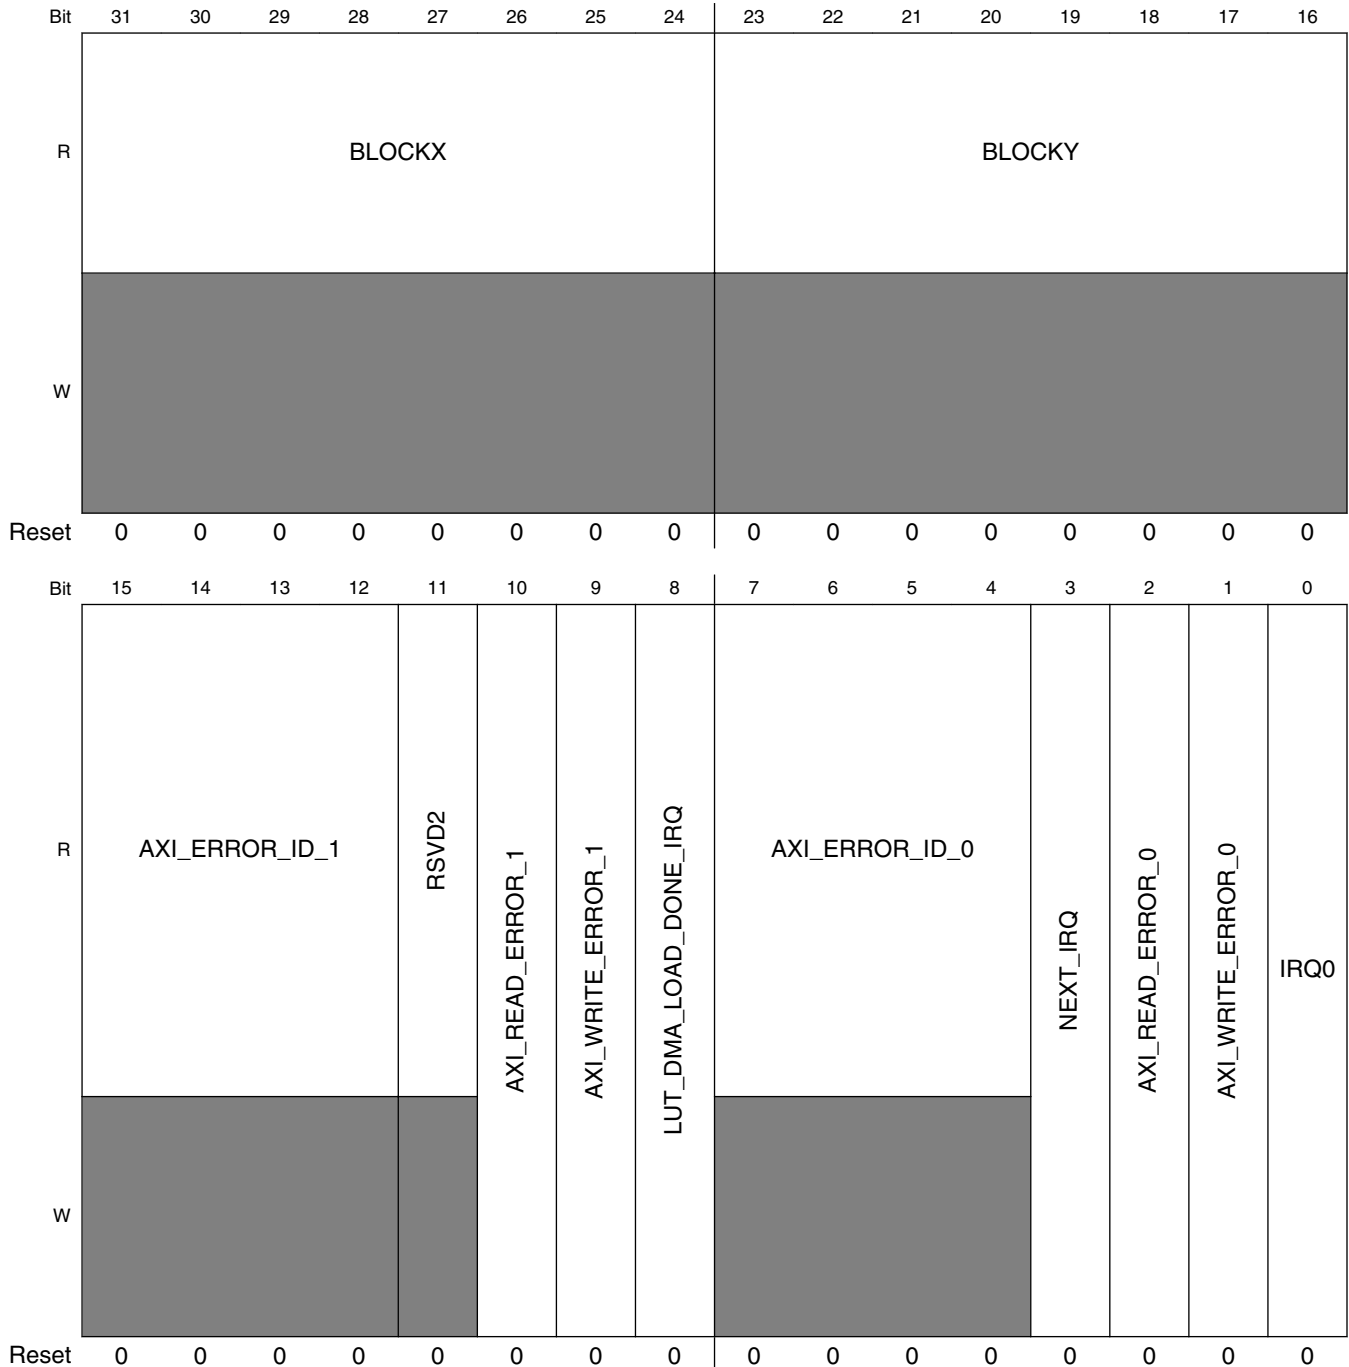 Bit 31 30 29 28 27 26 25 24 23 22 21 20 19 18 17 16
R BLOCKX BLOCKY
W
Reset 0 0 0 0 0 0 0 0 0 0 0 0 0 0 0 0
Bit 15 14 13 12 11 10 9 8 7 6 5 4 3 2 1 0
R AXI_ERROR_ID_1 RSVD2 AXI_READ_ERROR_1 AXI_WRITE_ERROR_1 LUT_DMA_LOAD_DONE_IRQ AXI_ERROR_ID_0 NEXT_IRQ AXI_READ_ERROR_0 AXI_WRITE_ERROR_0 IRQ0
W
Reset 0 0 0 0 0 0 0 0 0 0 0 0 0 0 0 0